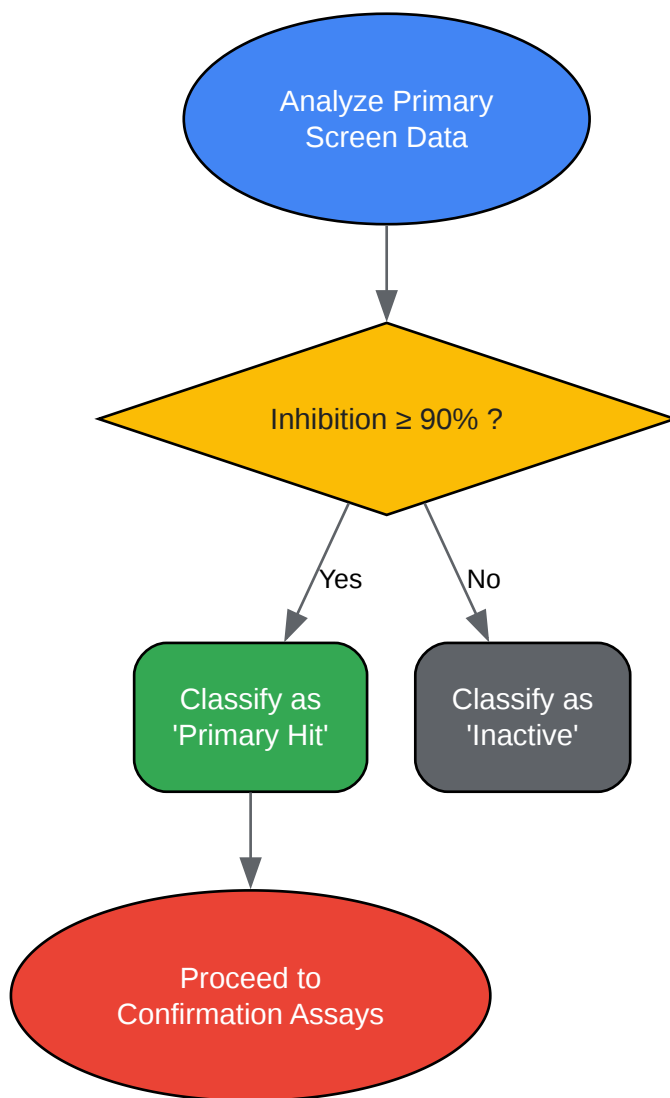 Analyze Primary
Screen Data
Inhibition ≥ 90% ?
Yes
No
Classify as
'Primary Hit'
Classify as
'Inactive'
Proceed to
Confirmation Assays